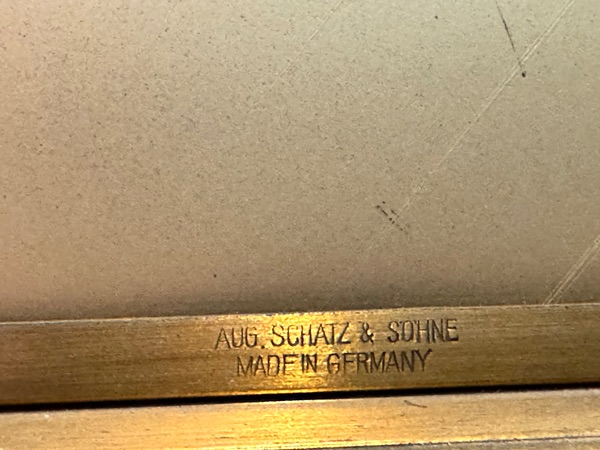 AUG. SCHATZ & SÖHNE
MADE IN GERMANY